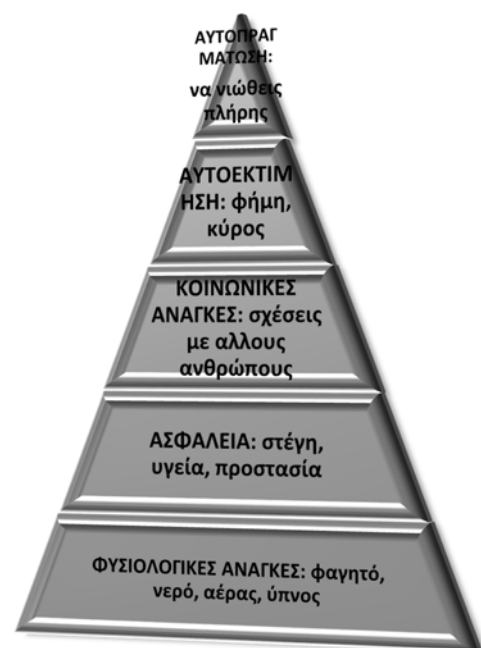 ΑΥΤΟΠΡΑΓ
ΜΑΤΩΣΗ:
να νιώθεις
πλήρης
ΑΥΤΟΕΚΤΙΜ
ΗΣΗ: φήμη,
κύρος
ΚΟΙΝΩΝΙΚΕΣ
ΑΝΑΓΚΕΣ: σχέσεις
με αλλους
ανθρώπους
ΑΣΦΑΛΕΙΑ: στέγη,
υγεία, προστασία
ΦΥΣΙΟΛΟΓΙΚΕΣ ΑΝΑΓΚΕΣ: φαγητό,
νερό, αέρας, ύπνος